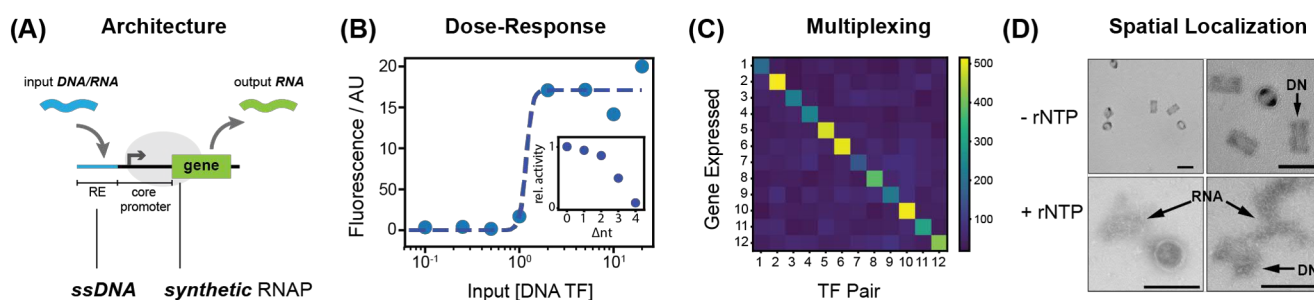 (A) Architecture
input DNA/RNA
output RNA
gene
RE
core
promoter
ssDNA synthetic RNAP
(B) Dose-Response
Fluorescence / AU
20
15
100
50
0
10⁻¹ 10⁰ 10¹
Input [DNA TF]
rel. activity
1
0
0 1 2 3 4
Δnt
(C) Multiplexing
Gene Expressed
1
2
3
4
5
6
7
8
9
10
11
12
1 2 3 4 5 6 7 8 9 10 11 12
TF Pair
500
400
300
200
100
(D) Spatial Localization
- rNTP
DN
+ rNTP
RNA
DN